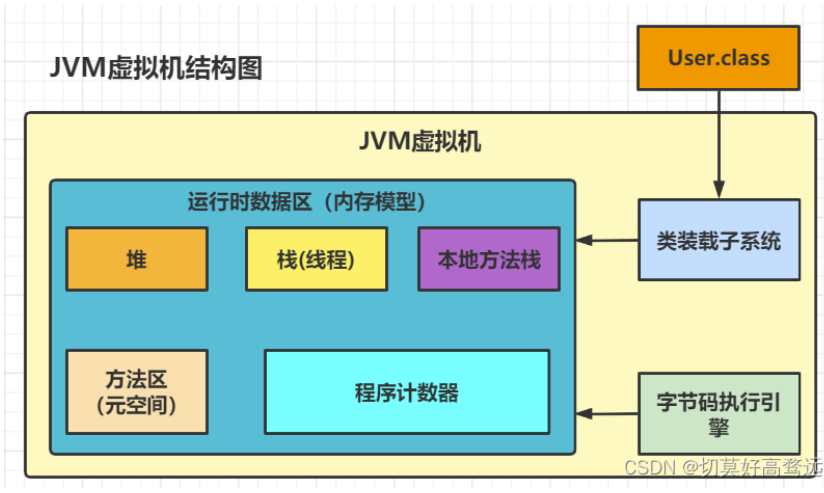 JVM虚拟机结构图
User.class
JVM虚拟机
运行时数据区（内存模型）
堆
栈(线程)
本地方法栈
类装载子系统
方法区
（元空间）
程序计数器
字节码执行引
擎
CSDN @切莫好高骛远